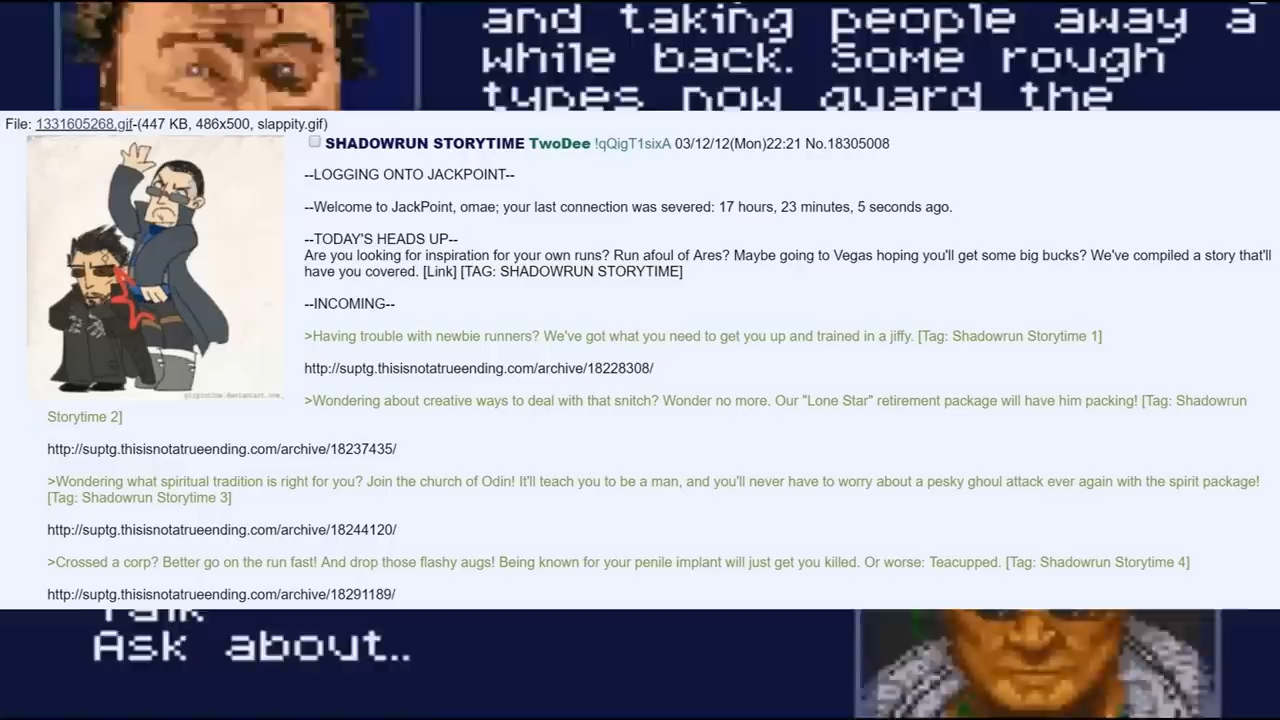 and taking people away a
while back. Some rough
types now guard the
File: 1331605268.gif-(447 KB, 486x500, slappity.gif)
SHADOWRUN STORYTIME TwoDee !qQigT1sixA 03/12/12(Mon)22:21 No.18305008
--LOGGING ONTO JACKPOINT--
--Welcome to JackPoint, omae; your last connection was severed: 17 hours, 23 minutes, 5 seconds ago.
--TODAY'S HEADS UP--
Are you looking for inspiration for your own runs? Run afoul of Ares? Maybe going to Vegas hoping you'll get some big bucks? We've compiled a story that'll
have you covered. [Link] [TAG: SHADOWRUN STORYTIME]
--INCOMING--
>Having trouble with newbie runners? We've got what you need to get you up and trained in a jiffy. [Tag: Shadowrun Storytime 1]
http://suptg.thisisnotatrueending.com/archive/18228308/
>Wondering about creative ways to deal with that snitch? Wonder no more. Our "Lone Star" retirement package will have him packing! [Tag: Shadowrun
Storytime 2]
http://suptg.thisisnotatrueending.com/archive/18237435/
>Wondering what spiritual tradition is right for you? Join the church of Odin! It'll teach you to be a man, and you'll never have to worry about a pesky ghoul attack ever again with the spirit package!
[Tag: Shadowrun Storytime 3]
http://suptg.thisisnotatrueending.com/archive/18244120/
>Crossed a corp? Better go on the run fast! And drop those flashy augs! Being known for your penile implant will just get you killed. Or worse: Teacupped. [Tag: Shadowrun Storytime 4]
http://suptg.thisisnotatrueending.com/archive/18291189/
Talk
Ask about..